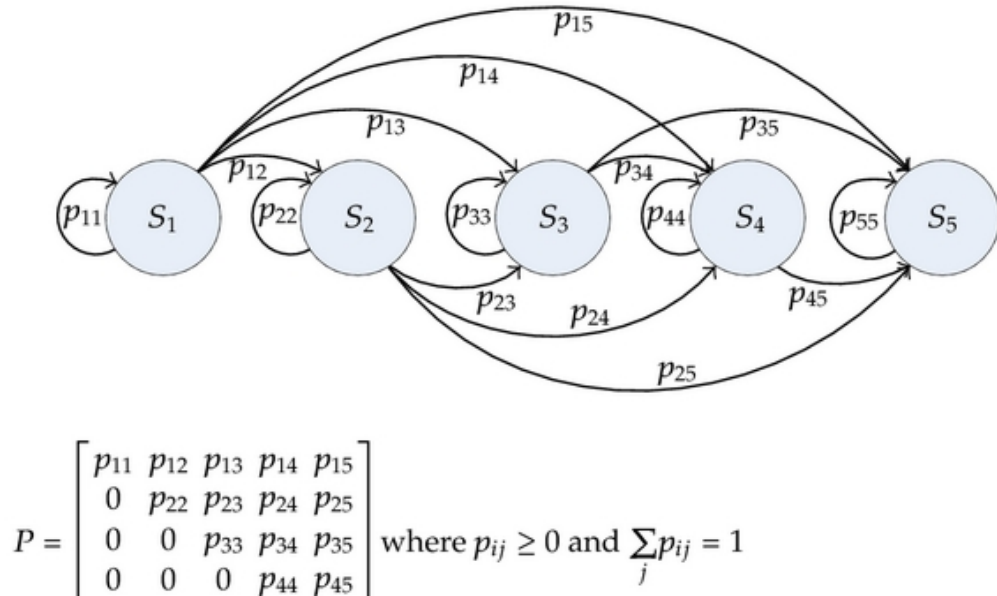 p15
p14
p13
p35
p12
p34
p11
S1
p22
S2
p33
S3
p44
S4
p55
S5
p23
p24
p45
p25
P = [ p11 p12 p13 p14 p15
0 p22 p23 p24 p25
0 0 p33 p34 p35
0 0 0 p44 p45 ] where pij ≥ 0 and ∑j pij = 1